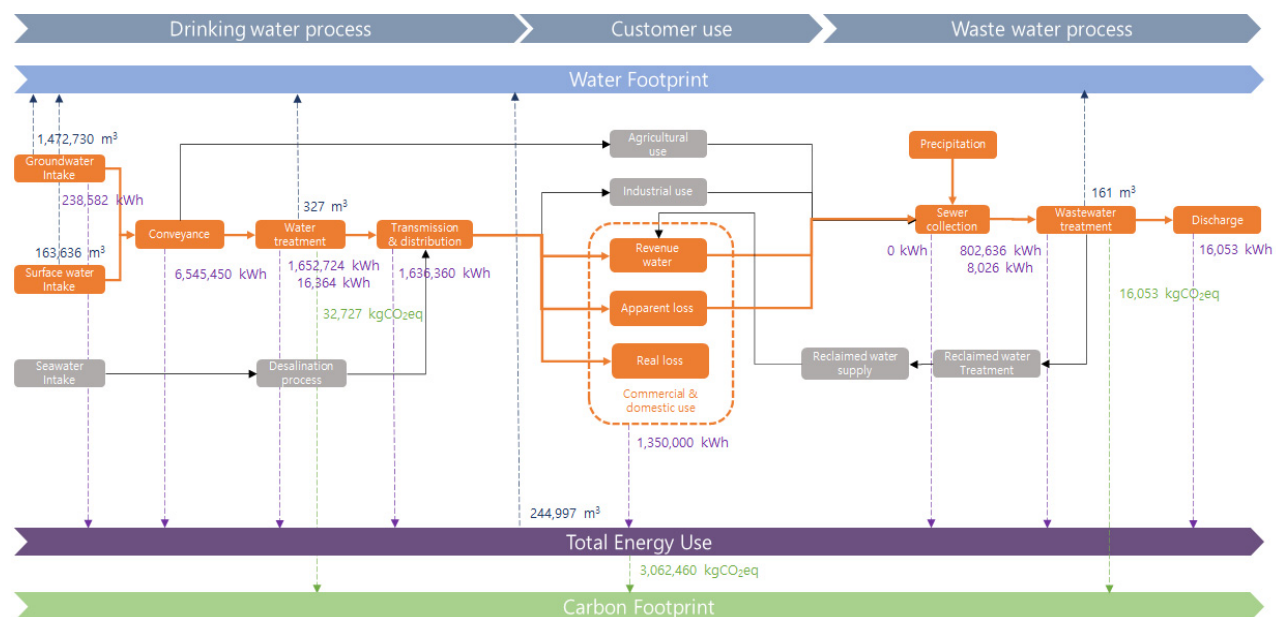 Drinking water process
Customer use
Waste water process
Water Footprint
1,472,730 m³
Groundwater
Intake
238,582 kWh
163,636 m³
Surface water
Intake
Seawater
Intake
Conveyance
6,545,450 kWh
327 m³
Water
treatment
1,652,724 kWh
16,364 kWh
32,727 kgCO₂eq
Desalination
process
Transmission
& distribution
1,636,360 kWh
Agricultural
use
Industrial use
Revenue
water
Apparent loss
Real loss
Commercial &
domestic use
1,350,000 kWh
Precipitation
Sewer
collection
0 kWh
161 m³
Wastewater
treatment
802,636 kWh
8,026 kWh
16,053 kgCO₂eq
Discharge
16,053 kWh
Reclaimed water
supply
Reclaimed water
Treatment
244,997 m³
Total Energy Use
3,062,460 kgCO₂eq
Carbon Footprint